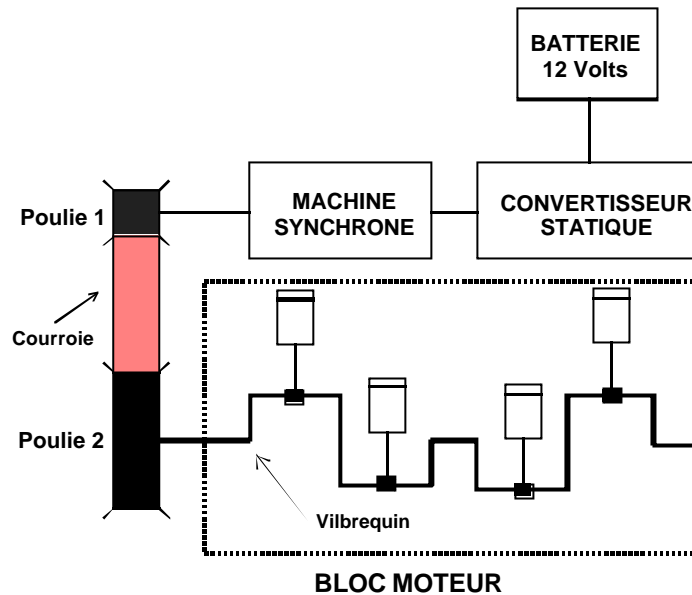 BATTERIE
12 Volts
MACHINE
SYNCHRONE
CONVERTISSEUR
STATIQUE
Poulie 1
Courroie
Poulie 2
Vilbrequin
BLOC MOTEUR